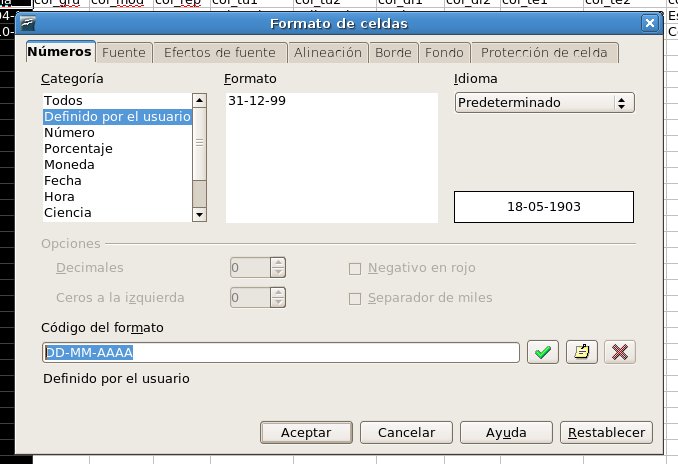 Formato de celdas
Números Fuente Efectos de fuente Alineación Borde Fondo Protección de celda
Categoría Formato Idioma
Todos
Definido por el usuario
Número
Porcentaje
Moneda
Fecha
Hora
Ciencia
31-12-99
Predeterminado
18-05-1903
Opciones
Decimales 0 Negativo en rojo
Ceros a la izquierda 0 Separador de miles
Código del formato
DD-MM-AAAA
Definido por el usuario
Aceptar Cancelar Ayuda Restablecer